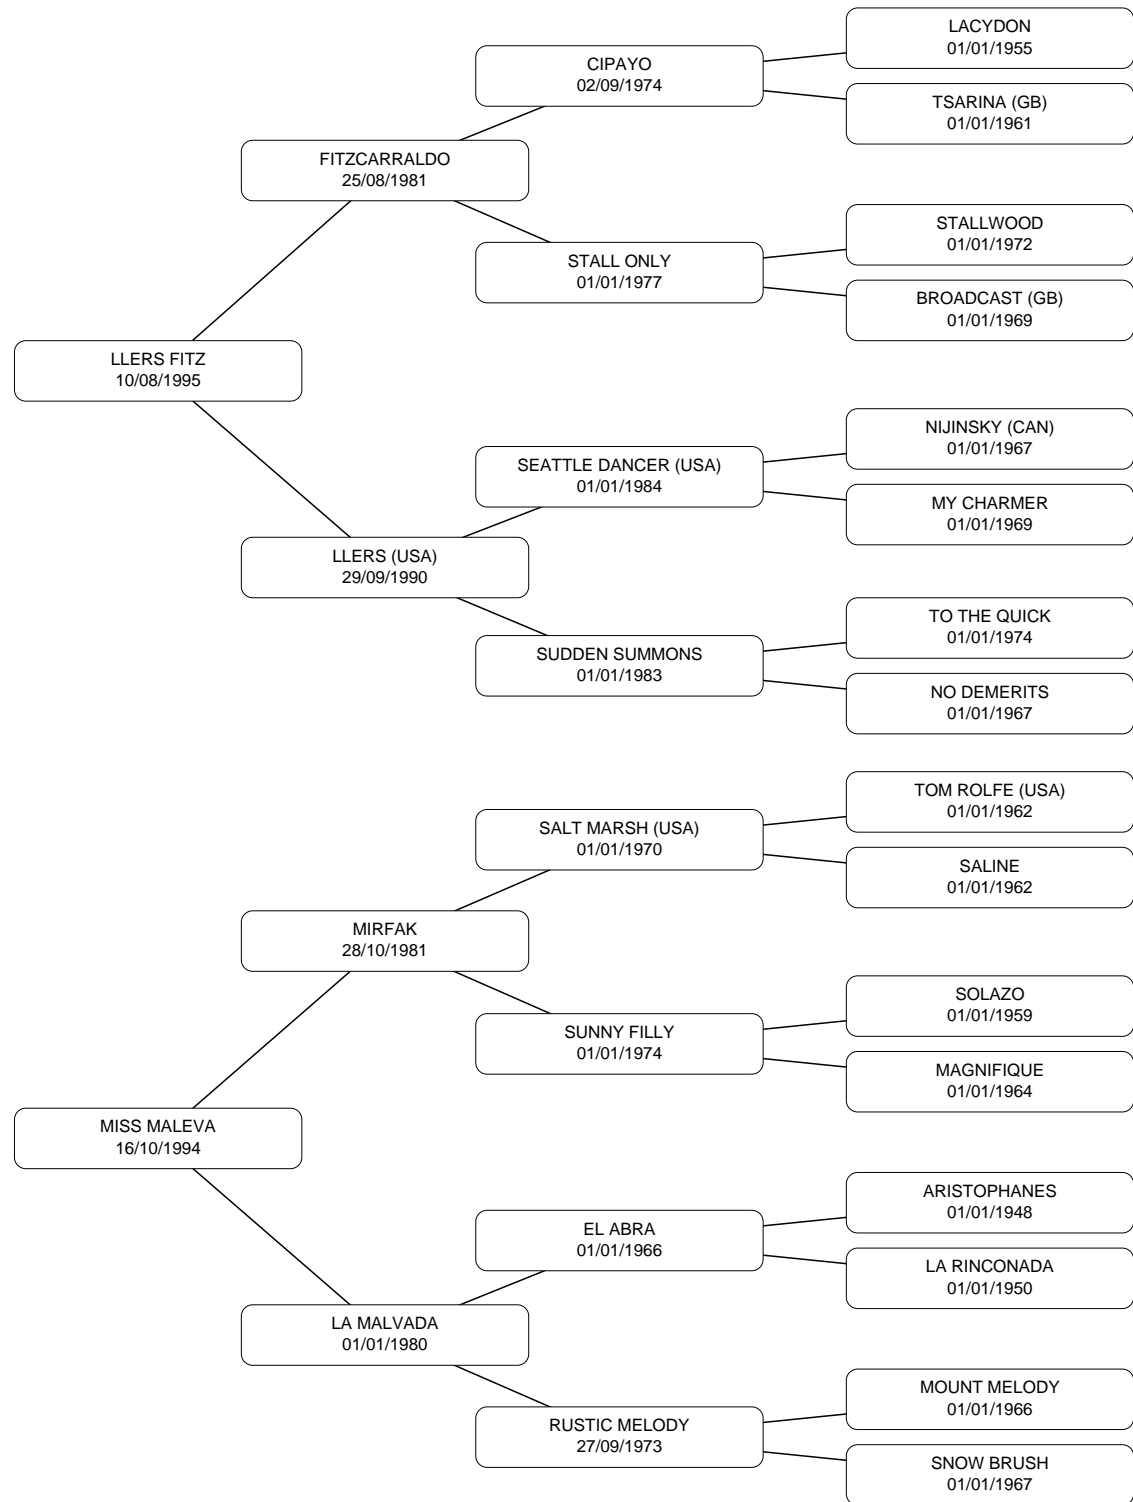 LACYDON
01/01/1955
CIPAYO
02/09/1974
TSARINA (GB)
01/01/1961
FITZCARRALDO
25/08/1981
STALLWOOD
01/01/1972
STALL ONLY
01/01/1977
BROADCAST (GB)
01/01/1969
LLERS FITZ
10/08/1995
NIJINSKY (CAN)
01/01/1967
SEATTLE DANCER (USA)
01/01/1984
MY CHARMER
01/01/1969
LLERS (USA)
29/09/1990
TO THE QUICK
01/01/1974
SUDDEN SUMMONS
01/01/1983
NO DEMERITS
01/01/1967
TOM ROLFE (USA)
01/01/1962
SALT MARSH (USA)
01/01/1970
SALINE
01/01/1962
MIRFAK
28/10/1981
SOLAZO
01/01/1959
SUNNY FILLY
01/01/1974
MAGNIFIQUE
01/01/1964
MISS MALEVA
16/10/1994
ARISTOPHANES
01/01/1948
EL ABRA
01/01/1966
LA RINCONADA
01/01/1950
LA MALVADA
01/01/1980
MOUNT MELODY
01/01/1966
RUSTIC MELODY
27/09/1973
SNOW BRUSH
01/01/1967